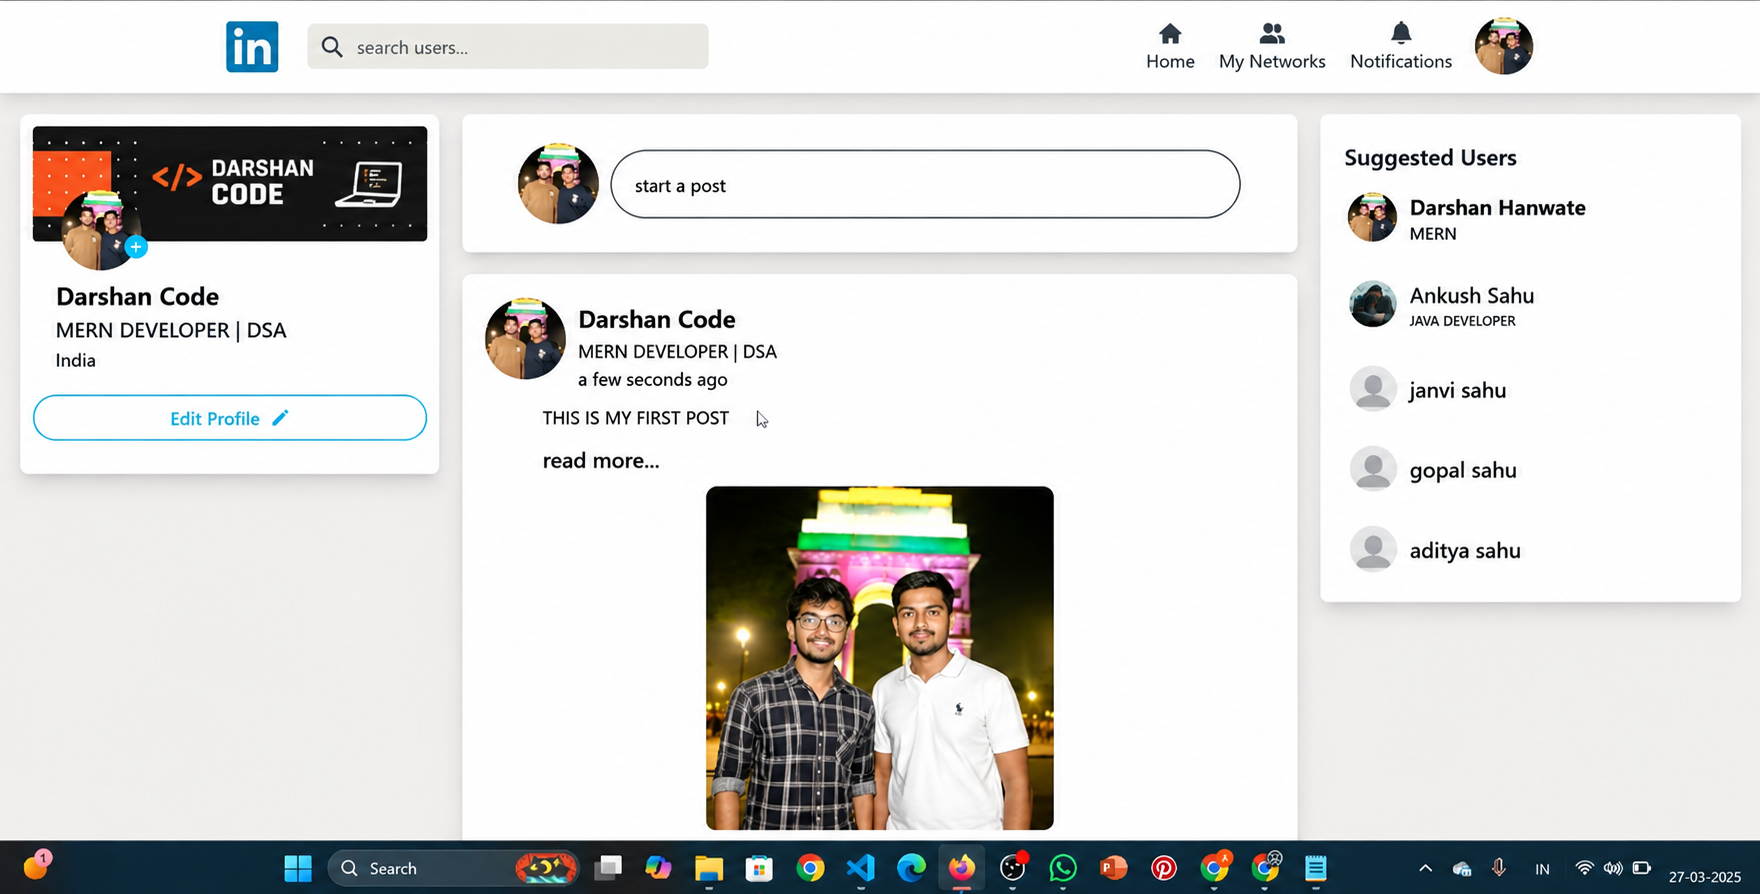 in
search users...
Home
My Networks
Notifications
</> DARSHAN
CODE
Darshan Code
MERN DEVELOPER | DSA
India
Edit Profile
start a post
Darshan Code
MERN DEVELOPER | DSA
a few seconds ago
THIS IS MY FIRST POST
read more...
Suggested Users
Darshan Hanwate
MERN
Ankush Sahu
JAVA DEVELOPER
janvi sahu
gopal sahu
aditya sahu
1
Search
P
IN
27-03-2025